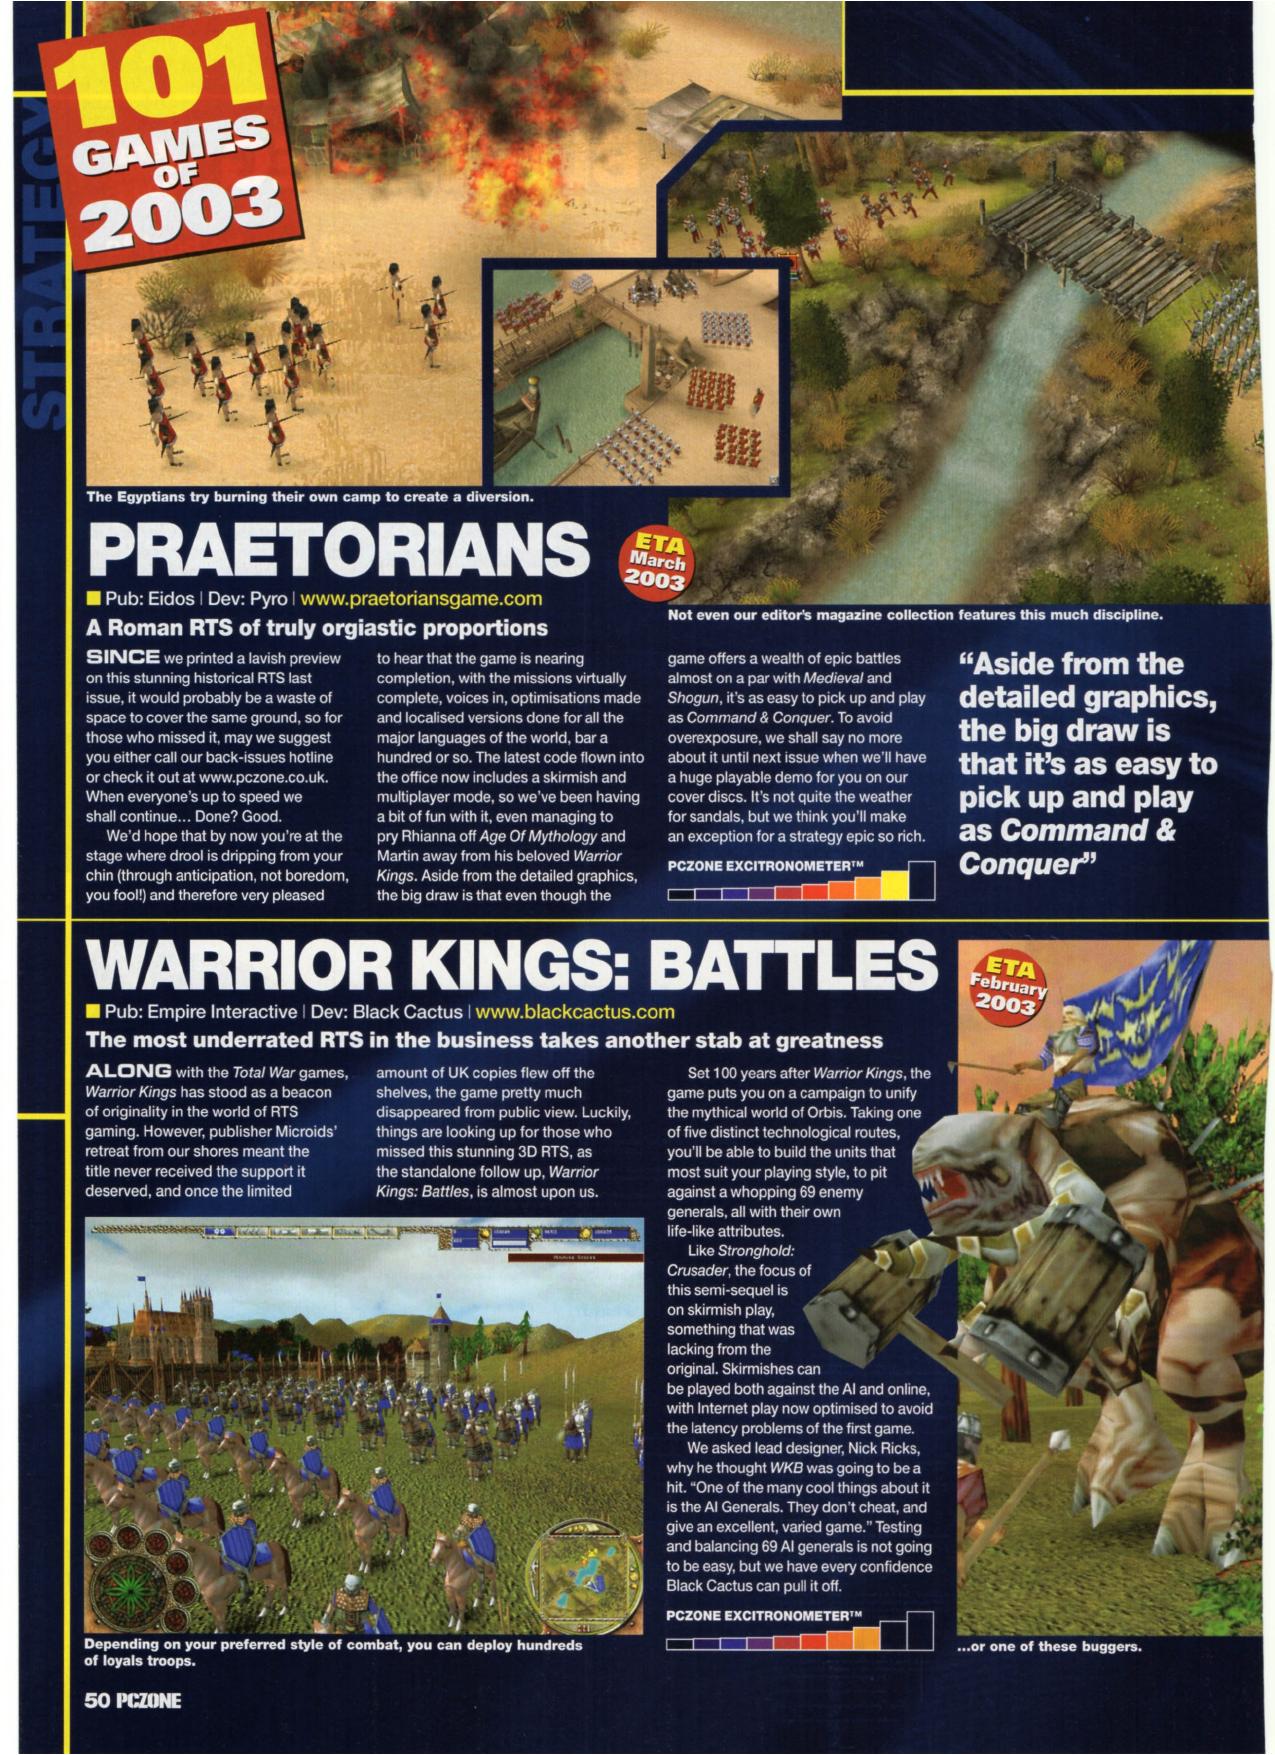 STRATEGY
101
GAMES
OF
2003
The Egyptians try burning their own camp to create a diversion.
PRAETORIANS
ETA
March
2003
Not even our editor's magazine collection features this much discipline.
Pub: Eidos | Dev: Pyro | www.praetoriansgame.com
A Roman RTS of truly orgiastic proportions
SINCE we printed a lavish preview
on this stunning historical RTS last
issue, it would probably be a waste of
space to cover the same ground, so for
those who missed it, may we suggest
you either call our back-issues hotline
or check it out at www.pczone.co.uk.
When everyone's up to speed we
shall continue... Done? Good.
We'd hope that by now you're at the
stage where drool is dripping from your
chin (through anticipation, not boredom,
you fool!) and therefore very pleased
to hear that the game is nearing
completion, with the missions virtually
complete, voices in, optimisations made
and localised versions done for all the
major languages of the world, bar a
hundred or so. The latest code flown into
the office now includes a skirmish and
multiplayer mode, so we've been having
a bit of fun with it, even managing to
pry Rhianna off Age Of Mythology and
Martin away from his beloved Warrior
Kings. Aside from the detailed graphics,
the big draw is that even though the
game offers a wealth of epic battles
almost on a par with Medieval and
Shogun, it's as easy to pick up and play
as Command & Conquer. To avoid
overexposure, we shall say no more
about it until next issue when we'll have
a huge playable demo for you on our
cover discs. It's not quite the weather
for sandals, but we think you'll make
an exception for a strategy epic so rich.
PCZONE EXCITRONOMETER™
“Aside from the
detailed graphics,
the big draw is
that it's as easy to
pick up and play
as Command &
Conquer”
WARRIOR KINGS: BATTLES
ETA
February
2003
Pub: Empire Interactive | Dev: Black Cactus | www.blackcactus.com
The most underrated RTS in the business takes another stab at greatness
ALONG with the Total War games,
Warrior Kings has stood as a beacon
of originality in the world of RTS
gaming. However, publisher Microids'
retreat from our shores meant the
title never received the support it
deserved, and once the limited
amount of UK copies flew off the
shelves, the game pretty much
disappeared from public view. Luckily,
things are looking up for those who
missed this stunning 3D RTS, as
the standalone follow up, Warrior
Kings: Battles, is almost upon us.
Set 100 years after Warrior Kings, the
game puts you on a campaign to unify
the mythical world of Orbis. Taking one
of five distinct technological routes,
you'll be able to build the units that
most suit your playing style, to pit
against a whopping 69 enemy
generals, all with their own
life-like attributes.
Like Stronghold:
Crusader, the focus of
this semi-sequel is
on skirmish play,
something that was
lacking from the
original. Skirmishes can
be played both against the AI and online,
with Internet play now optimised to avoid
the latency problems of the first game.
We asked lead designer, Nick Ricks,
why he thought WKB was going to be a
hit. “One of the many cool things about it
is the AI Generals. They don't cheat, and
give an excellent, varied game.” Testing
and balancing 69 AI generals is not going
to be easy, but we have every confidence
Black Cactus can pull it off.
PCZONE EXCITRONOMETER™
Depending on your preferred style of combat, you can deploy hundreds
of loyals troops.
...or one of these buggers.
50 PCZONE